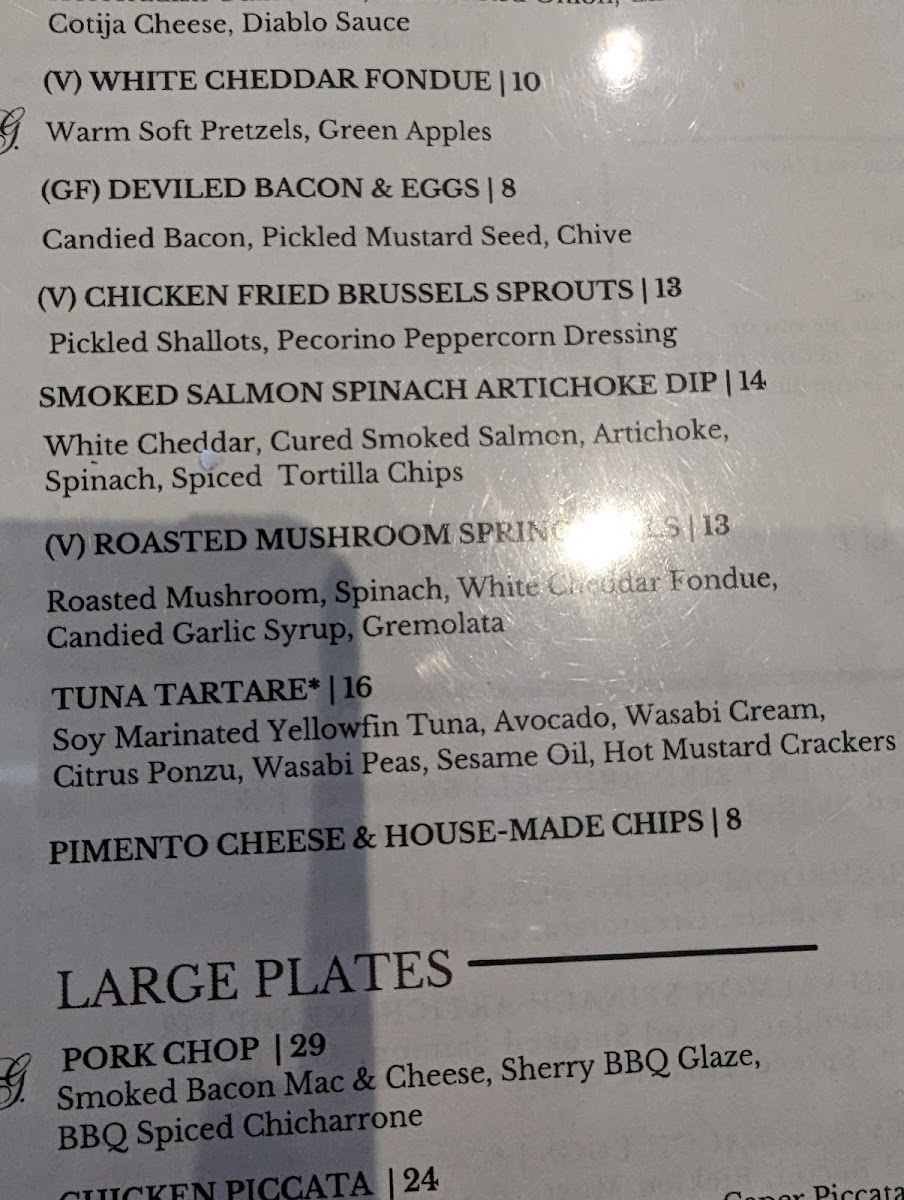 Cotija Cheese, Diablo Sauce
(V) WHITE CHEDDAR FONDUE | 10
G. Warm Soft Pretzels, Green Apples
(GF) DEVILED BACON & EGGS | 8
Candied Bacon, Pickled Mustard Seed, Chive
(V) CHICKEN FRIED BRUSSELS SPROUTS | 13
Pickled Shallots, Pecorino Peppercorn Dressing
SMOKED SALMON SPINACH ARTICHOKE DIP | 14
White Cheddar, Cured Smoked Salmon, Artichoke,
Spinach, Spiced Tortilla Chips
(V) ROASTED MUSHROOM | 13
Roasted Mushroom, Spinach, White Cheddar Fondue,
Candied Garlic Syrup, Gremolata
TUNA TARTARE* | 16
Soy Marinated Yellowfin Tuna, Avocado, Wasabi Cream,
Citrus Ponzu, Wasabi Peas, Sesame Oil, Hot Mustard Crackers
PIMENTO CHEESE & HOUSE-MADE CHIPS | 8
LARGE PLATES
PORK CHOP | 29
G. Smoked Bacon Mac & Cheese, Sherry BBQ Glaze,
BBQ Spiced Chicharrone
CHICKEN PICCATA | 24
Caper Piccata